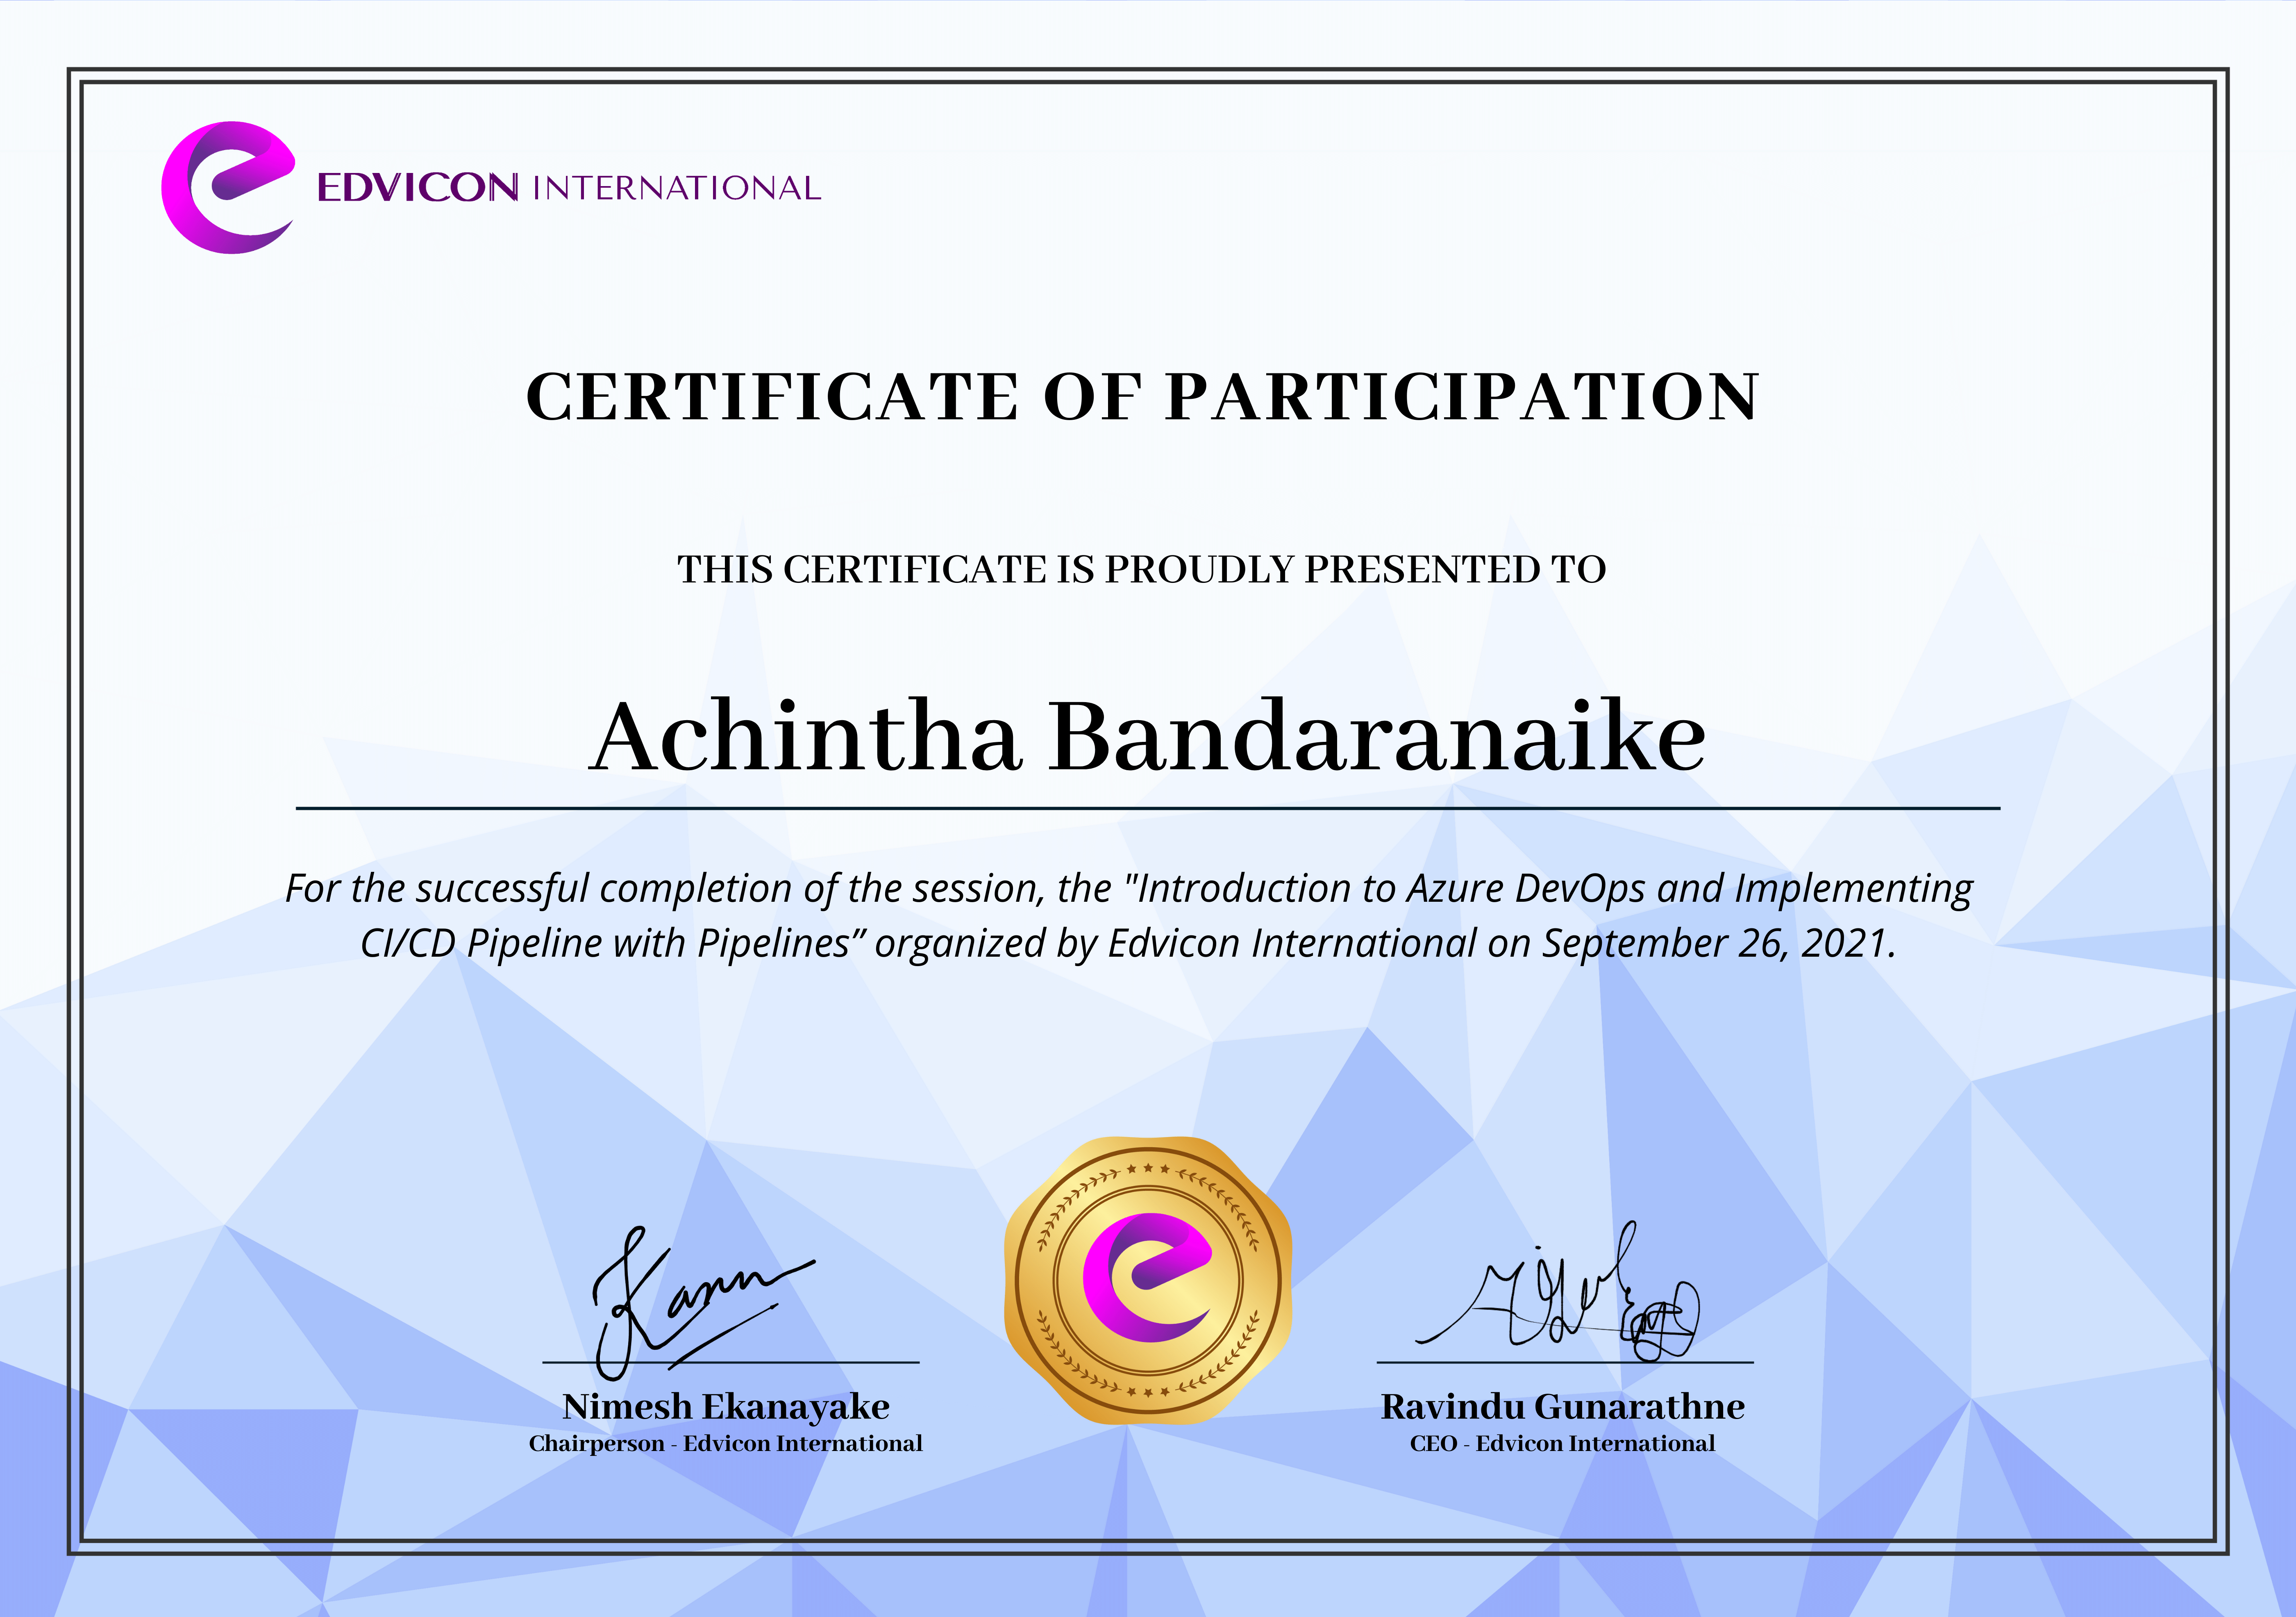 EDVICON INTERNATIONAL
CERTIFICATE OF PARTICIPATION
THIS CERTIFICATE IS PROUDLY PRESENTED TO
Achintha Bandaranaike
For the successful completion of the session, the "Introduction to Azure DevOps and Implementing
CI/CD Pipeline with Pipelines” organized by Edvicon International on September 26, 2021.
Nimesh Ekanayake
Chairperson - Edvicon International
Ravindu Gunarathne
CEO - Edvicon International